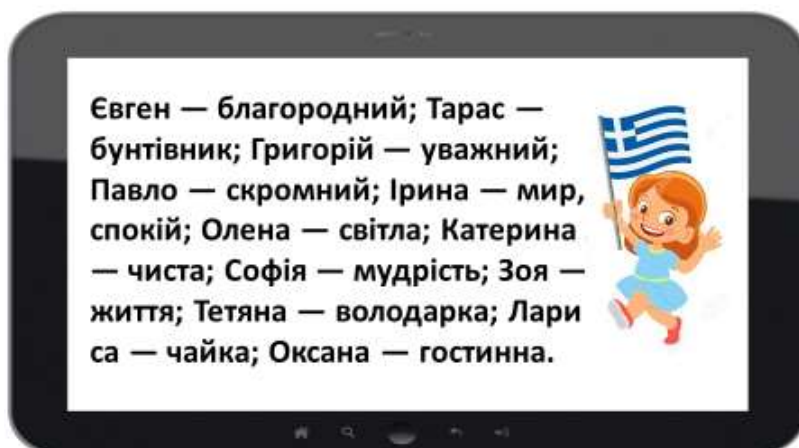 Євген — благородний; Тарас —
бунтівник; Григорій — уважний;
Павло — скромний; Ірина — мир,
спокій; Олена — світла; Катерина
— чиста; Софія — мудрість; Зоя —
життя; Тетяна — володарка; Лари
са — чайка; Оксана — гостинна.